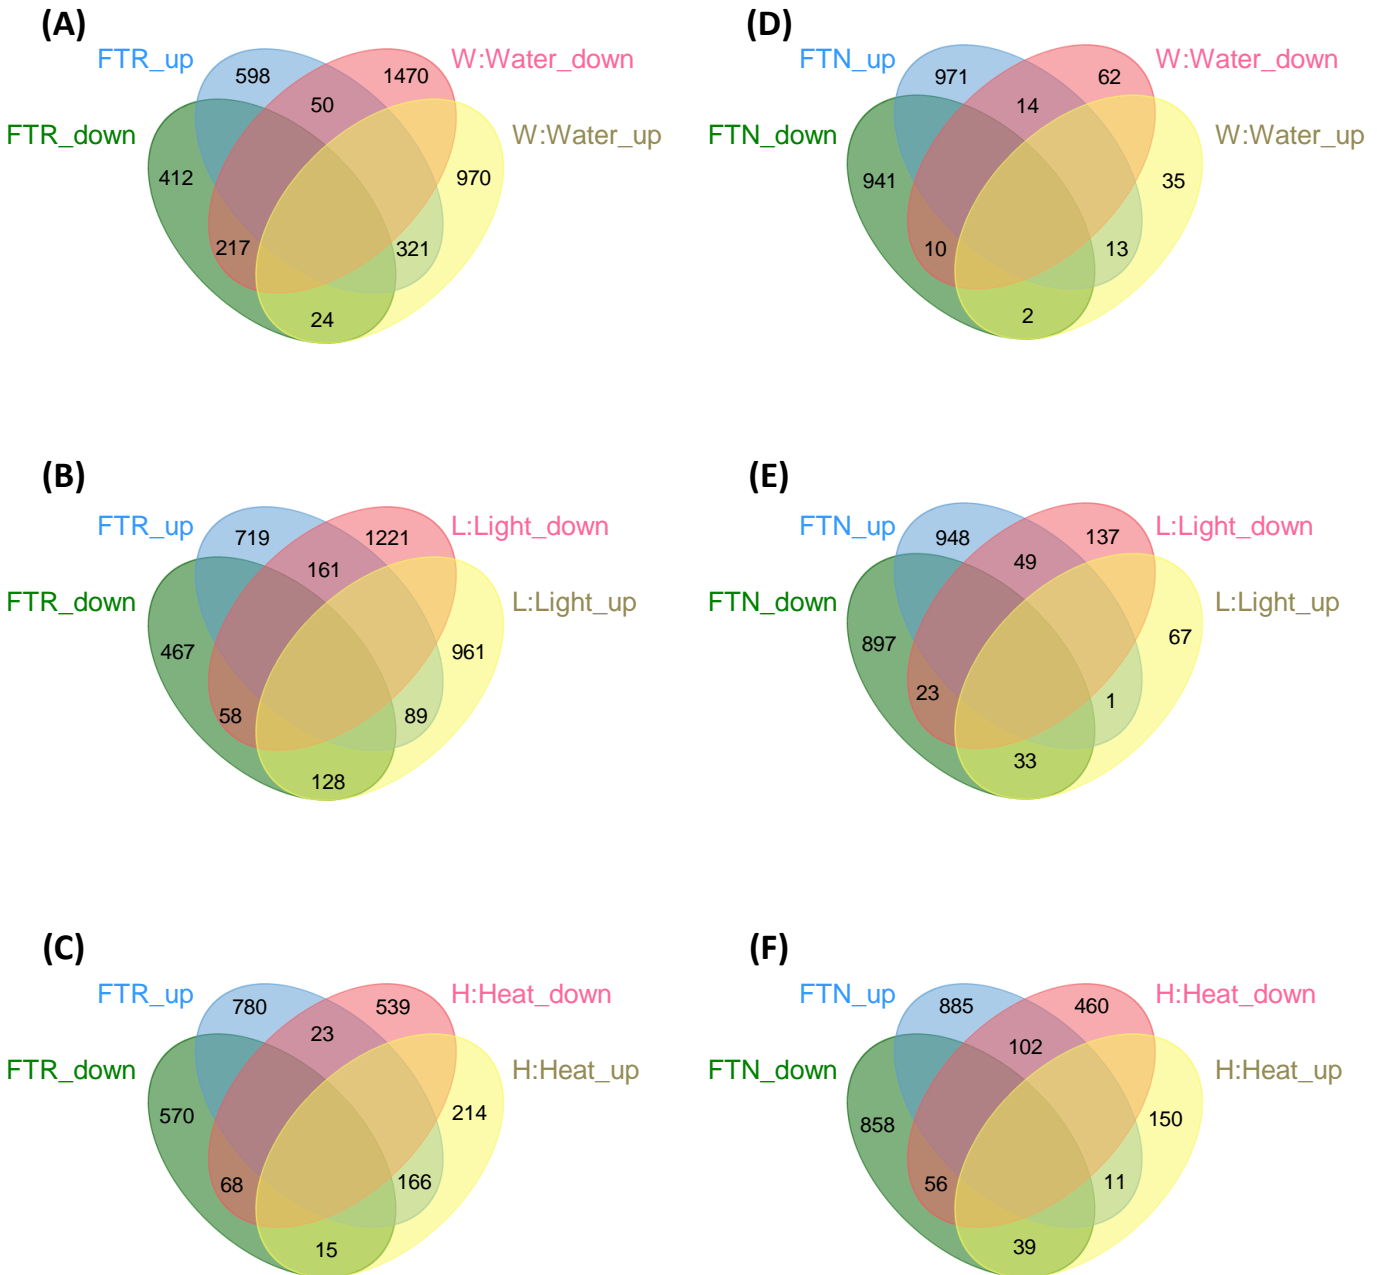 (A)
FTR_up
598
1470
W:Water_down
50
FTR_down
W:Water_up
412
970
217
321
24
(D)
FTN_up
971
62
W:Water_down
14
FTN_down
W:Water_up
941
35
10
13
2
(B)
FTR_up
719
1221
L:Light_down
161
FTR_down
L:Light_up
467
961
58
89
128
(E)
FTN_up
948
137
L:Light_down
49
FTN_down
L:Light_up
897
67
23
1
33
(C)
FTR_up
780
539
H:Heat_down
23
FTR_down
H:Heat_up
570
214
68
166
15
(F)
FTN_up
885
460
H:Heat_down
102
FTN_down
H:Heat_up
858
150
56
11
39